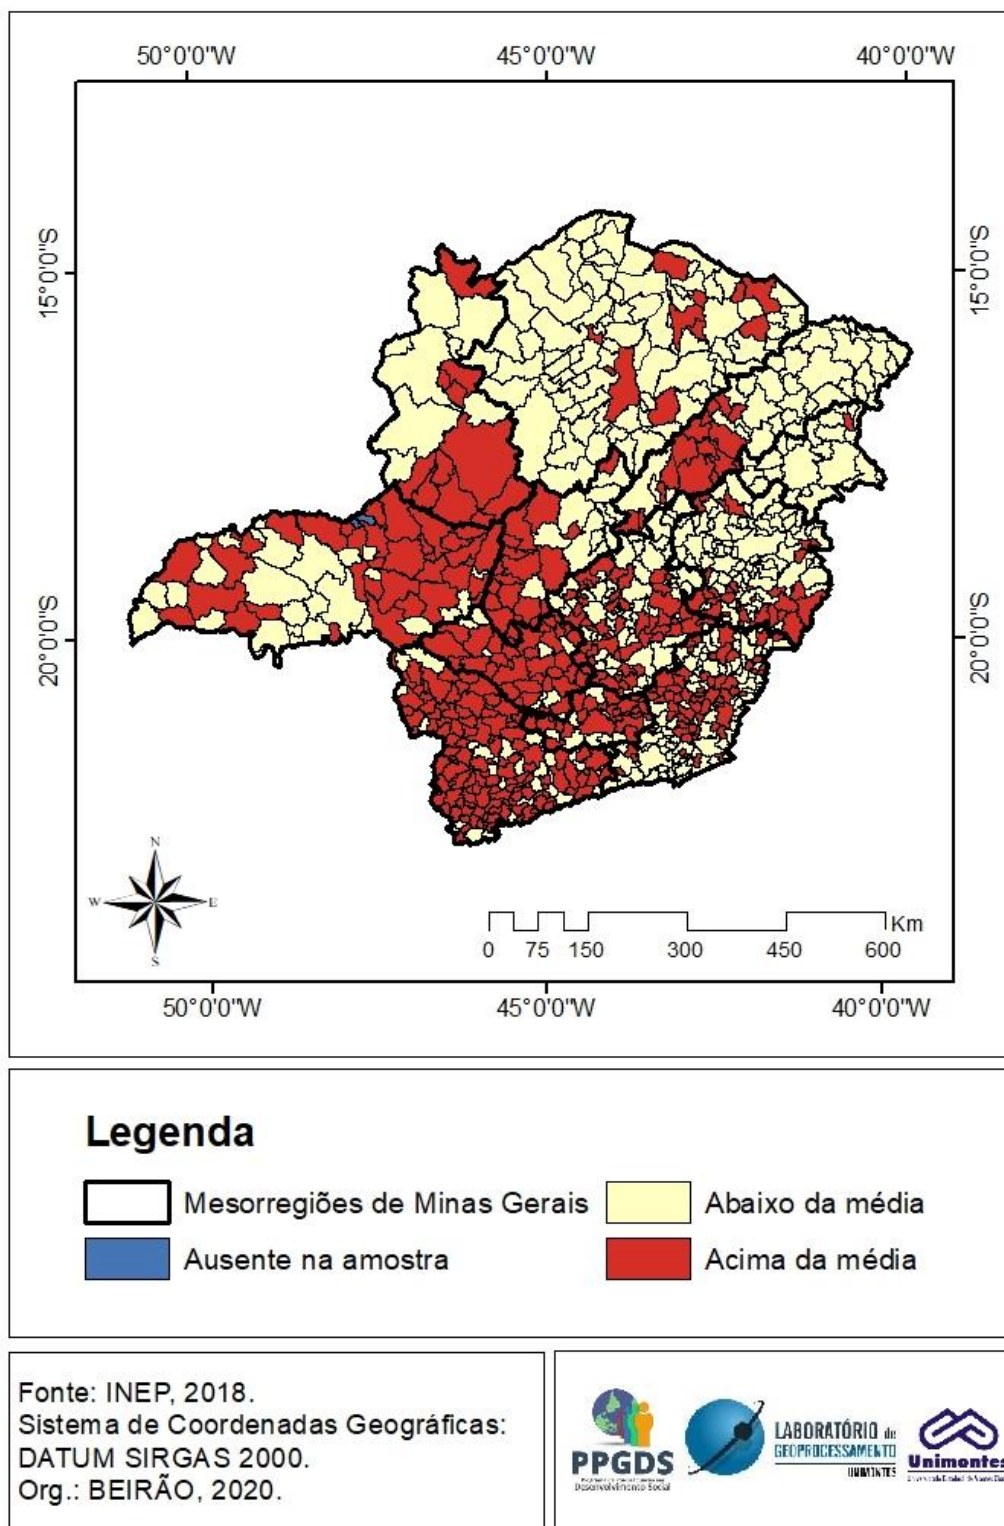 50°0'0"W 45°0'0"W 40°0'0"W
15°0'0"S 15°0'0"S
20°0'0"S 20°0'0"S
N
W E
S
Km
0 75 150 300 450 600
50°0'0"W 45°0'0"W 40°0'0"W
Legenda
Mesorregiões de Minas Gerais Abaixo da média
Ausente na amostra Acima da média
Fonte: INEP, 2018.
Sistema de Coordenadas Geográficas:
DATUM SIRGAS 2000.
Org.: BEIRÃO, 2020.
PPGDS
Desenvolvimento Social
LABORATÓRIO de
GEOPROCESSAMENTO
UNIMONTES
Unimontes